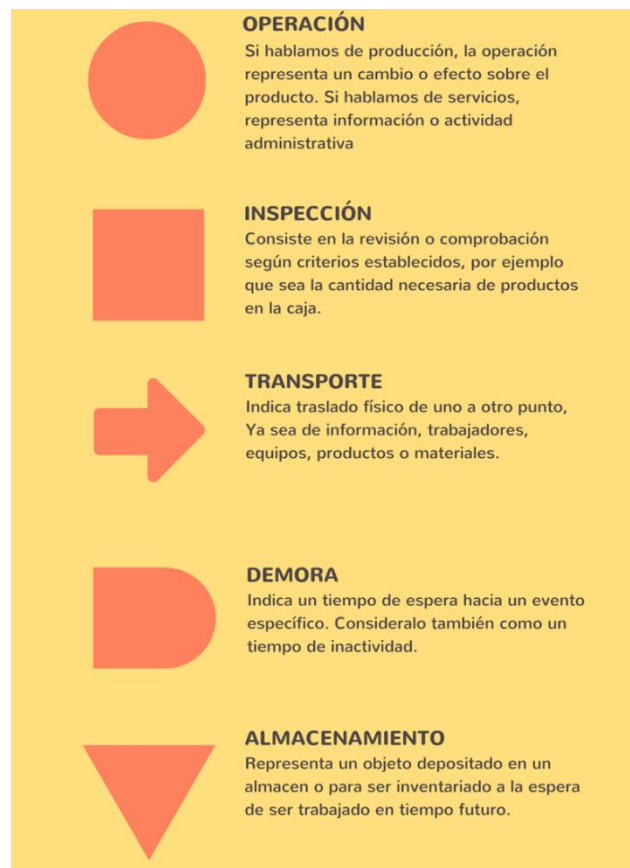 OPERACIÓN
Si hablamos de producción, la operación
representa un cambio o efecto sobre el
producto. Si hablamos de servicios,
representa información o actividad
administrativa
INSPECCIÓN
Consiste en la revisión o comprobación
según criterios establecidos, por ejemplo
que sea la cantidad necesaria de productos
en la caja.
TRANSPORTE
Indica traslado físico de uno a otro punto,
Ya sea de información, trabajadores,
equipos, productos o materiales.
DEMORA
Indica un tiempo de espera hacia un evento
específico. Consideralo también como un
tiempo de inactividad.
ALMACENAMIENTO
Representa un objeto depositado en un
almacen o para ser inventariado a la espera
de ser trabajado en tiempo futuro.